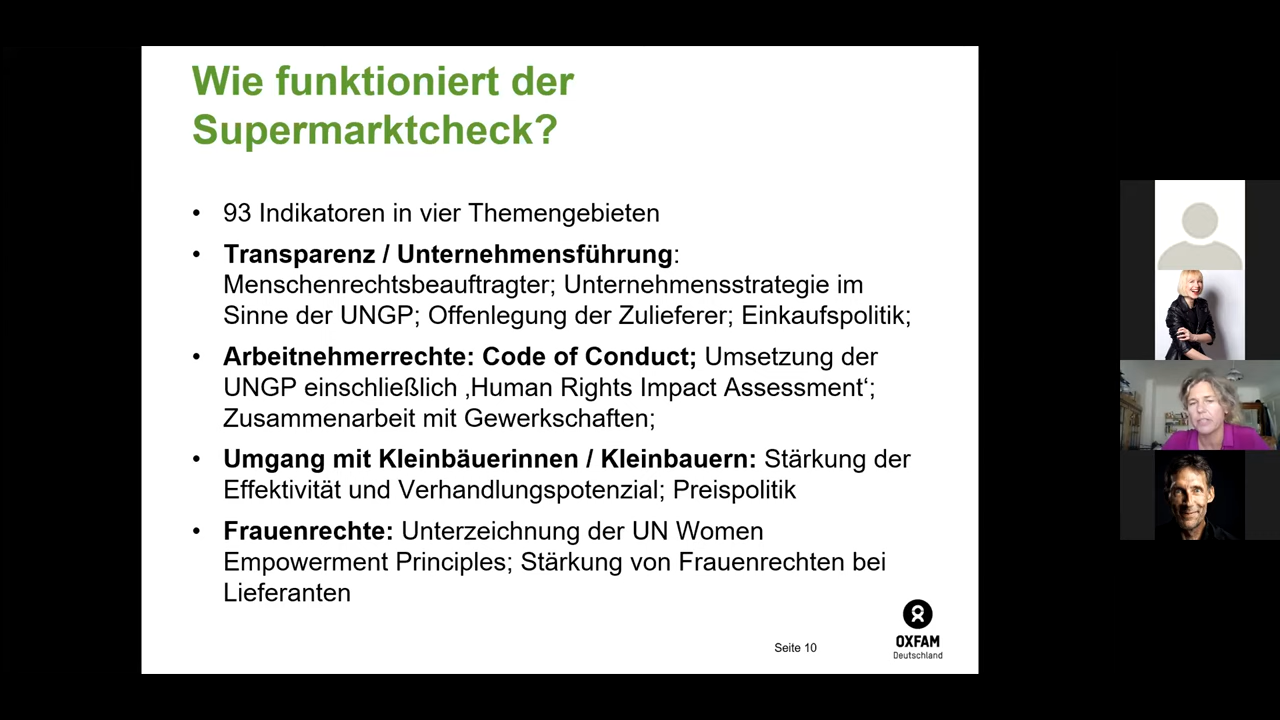 Wie funktioniert der
Supermarktcheck?
• 93 Indikatoren in vier Themengebieten
• Transparenz / Unternehmensführung:
Menschenrechtsbeauftragter; Unternehmensstrategie im
Sinne der UNGP; Offenlegung der Zulieferer; Einkaufspolitik;
• Arbeitnehmerrechte: Code of Conduct; Umsetzung der
UNGP einschließlich ‚Human Rights Impact Assessment‘;
Zusammenarbeit mit Gewerkschaften;
• Umgang mit Kleinbäuerinnen / Kleinbauern: Stärkung der
Effektivität und Verhandlungspotenzial; Preispolitik
• Frauenrechte: Unterzeichnung der UN Women
Empowerment Principles; Stärkung von Frauenrechten bei
Lieferanten
Seite 10
OXFAM
Deutschland